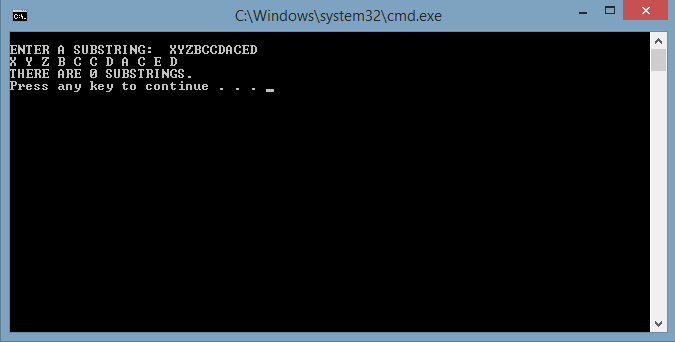 C:\Windows\system32\cmd.exe
ENTER A SUBSTRING:  XYZBCCDACED
X Y Z B C C D A C E D
THERE ARE 0 SUBSTRINGS.
Press any key to continue . . . _